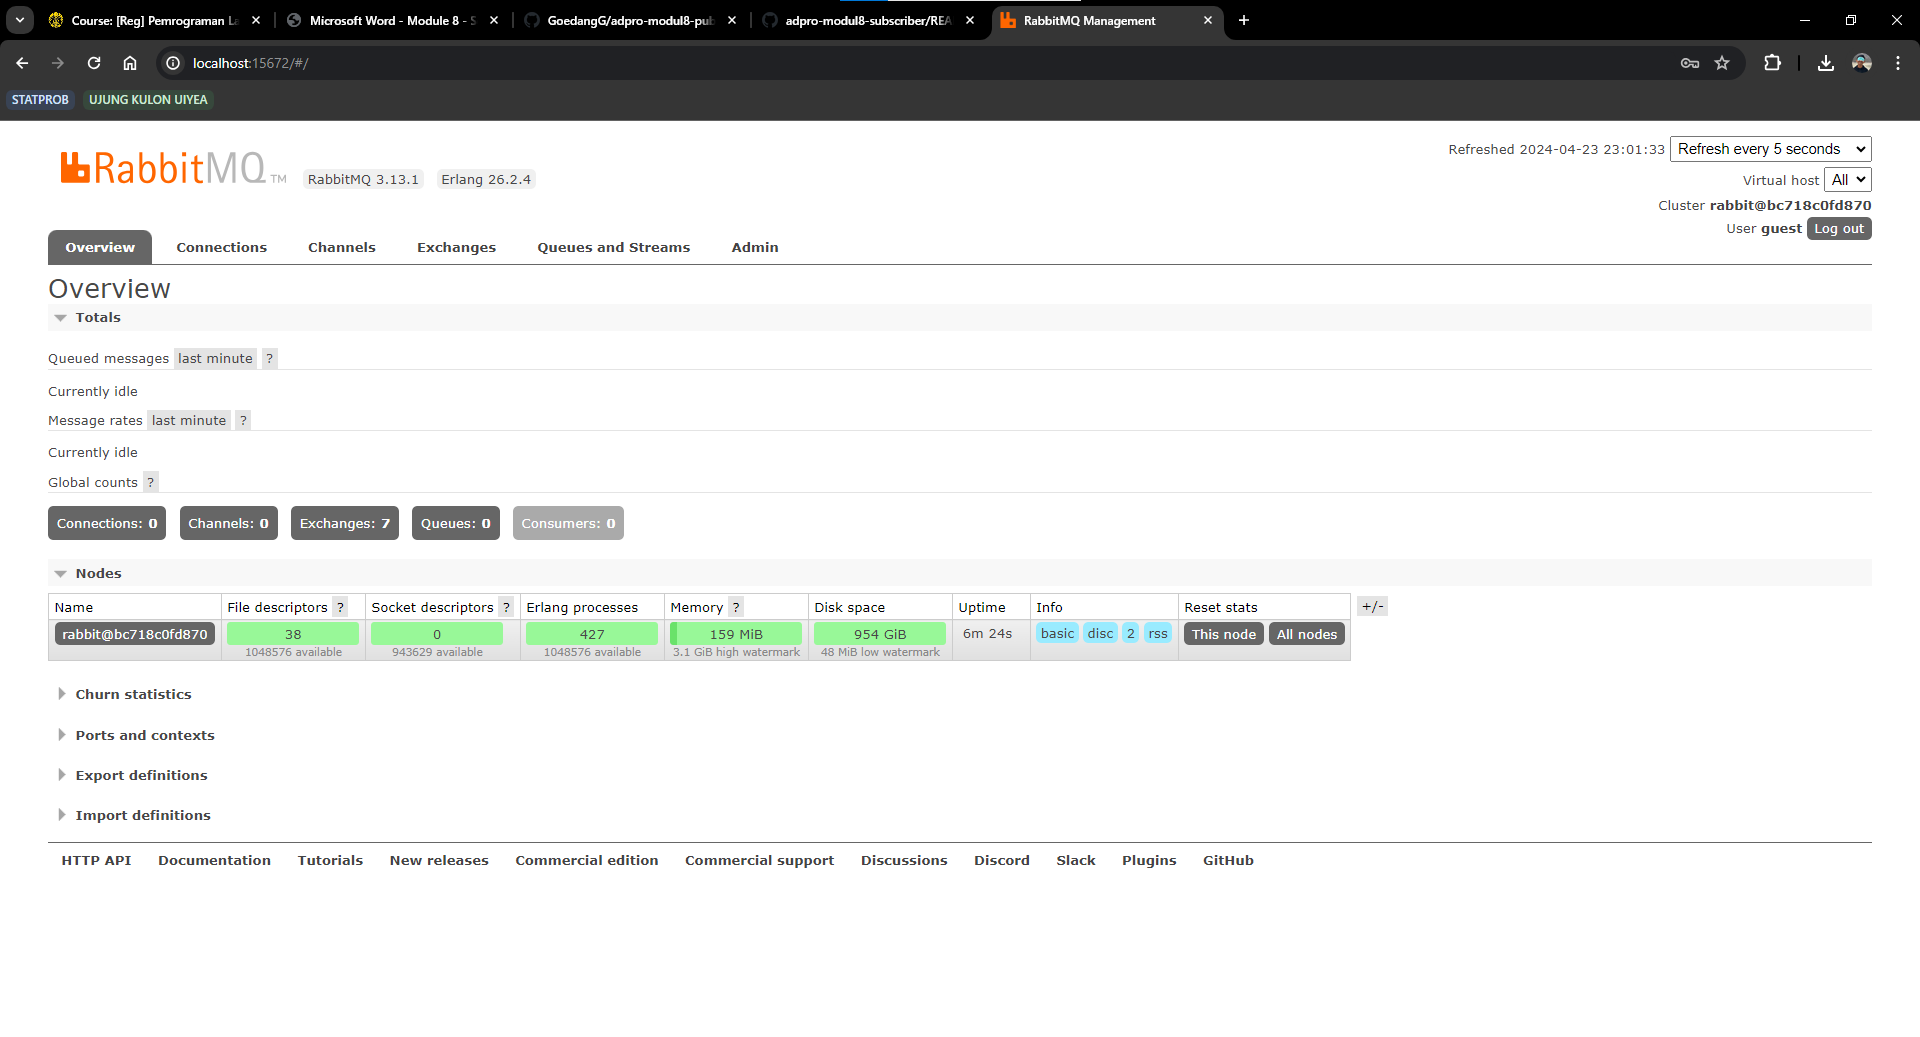 Course: [Reg] Pemrograman La
Microsoft Word - Module 8 - S
GoedangG/adpro-modul8-pub
adpro-modul8-subscriber/REA
RabbitMQ Management
localhost:15672/#/
STATPROB
UJUNG KULON UIYEA
RabbitMQ TM
RabbitMQ 3.13.1
Erlang 26.2.4
Refreshed 2024-04-23 23:01:33 Refresh every 5 seconds
Virtual host All
Cluster rabbit@bc718c0fd870
User guest Log out
Overview Connections Channels Exchanges Queues and Streams Admin
Overview
Totals
Queued messages last minute ?
Currently idle
Message rates last minute ?
Currently idle
Global counts ?
Connections: 0 Channels: 0 Exchanges: 7 Queues: 0 Consumers: 0
Nodes
Name File descriptors ? Socket descriptors ? Erlang processes Memory ? Disk space Uptime Info Reset stats +/-
rabbit@bc718c0fd870 38 0 427 159 MiB 954 GiB 6m 24s basic disc 2 rss This node All nodes
1048576 available 943629 available 1048576 available 3.1 GiB high watermark 48 MiB low watermark
Churn statistics
Ports and contexts
Export definitions
Import definitions
HTTP API Documentation Tutorials New releases Commercial edition Commercial support Discussions Discord Slack Plugins GitHub